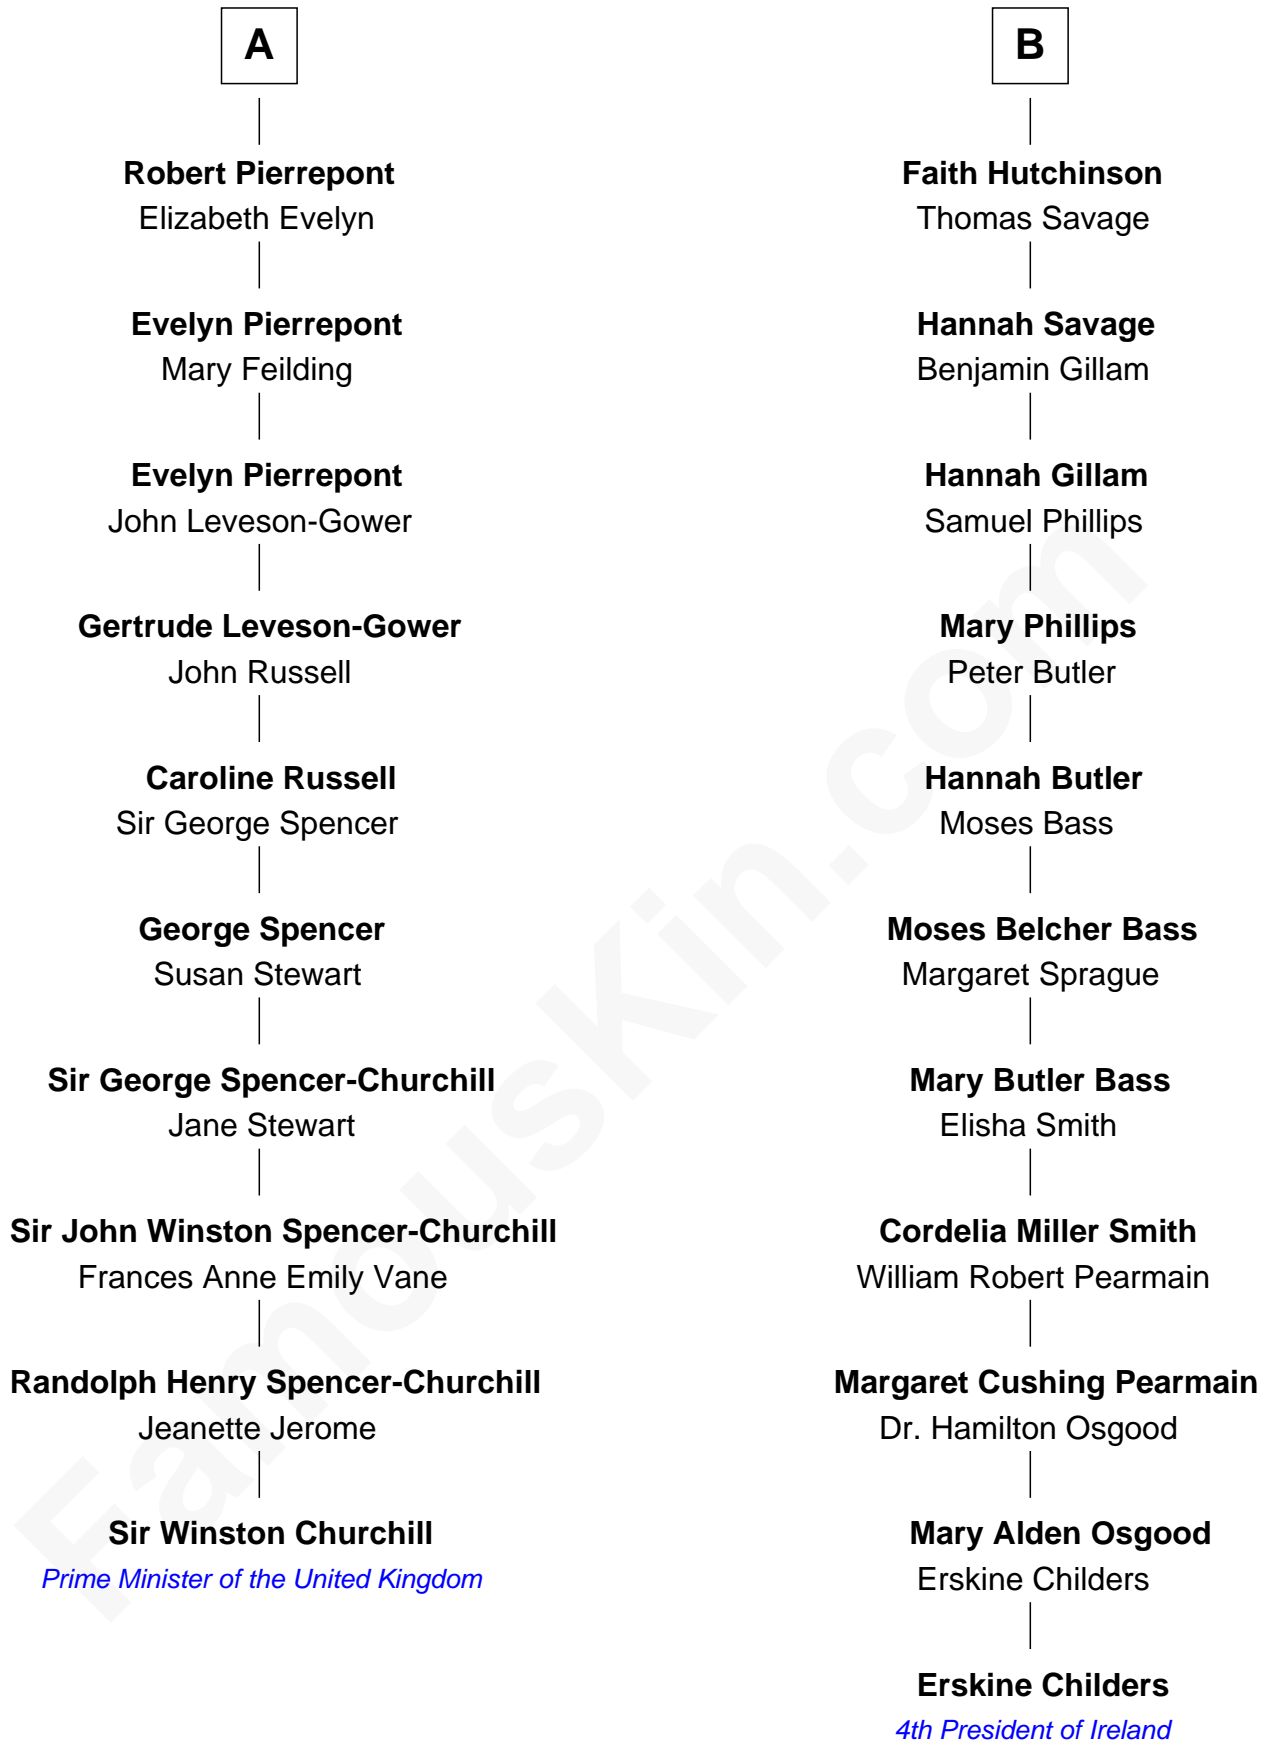 A
Robert Pierrepont
Elizabeth Evelyn
Evelyn Pierrepont
Mary Feilding
Evelyn Pierrepont
John Leveson-Gower
Gertrude Leveson-Gower
John Russell
Caroline Russell
Sir George Spencer
George Spencer
Susan Stewart
Sir George Spencer-Churchill
Jane Stewart
Sir John Winston Spencer-Churchill
Frances Anne Emily Vane
Randolph Henry Spencer-Churchill
Jeanette Jerome
Sir Winston Churchill
Prime Minister of the United Kingdom
B
Faith Hutchinson
Thomas Savage
Hannah Savage
Benjamin Gillam
Hannah Gillam
Samuel Phillips
Mary Phillips
Peter Butler
Hannah Butler
Moses Bass
Moses Belcher Bass
Margaret Sprague
Mary Butler Bass
Elisha Smith
Cordelia Miller Smith
William Robert Pearmain
Margaret Cushing Pearmain
Dr. Hamilton Osgood
Mary Alden Osgood
Erskine Childers
Erskine Childers
4th President of Ireland
FamousKin.com